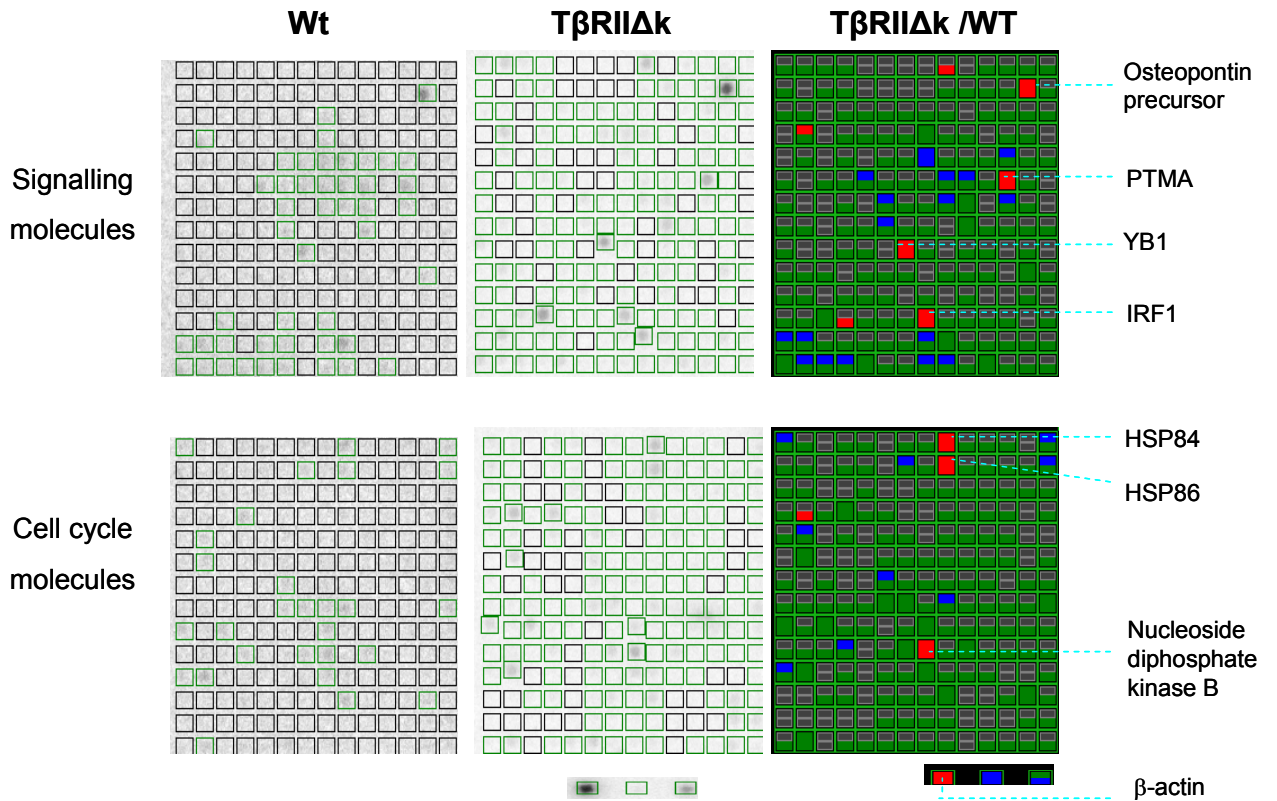 Wt
TβRIIΔk
TβRIIΔk /WT
Osteopontin
precursor
Signalling
molecules
PTMA
YB1
IRF1
HSP84
HSP86
Cell cycle
molecules
Nucleoside
diphosphate
kinase B
β-actin